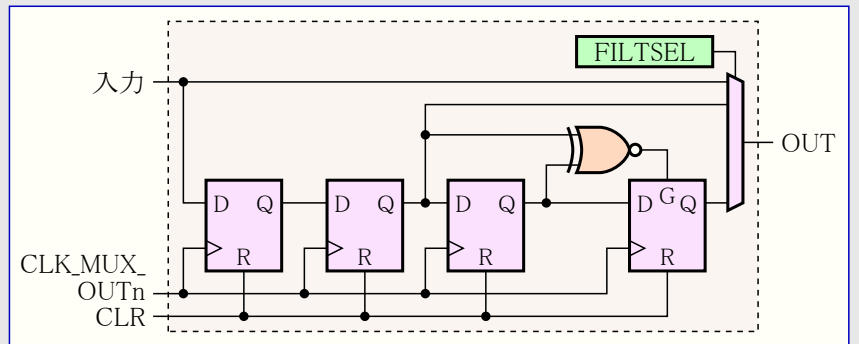 FILTSEL
入力
OUT
D Q
D Q
D Q
D G Q
R
R
R
R
CLK_MUX_
OUTn
CLR